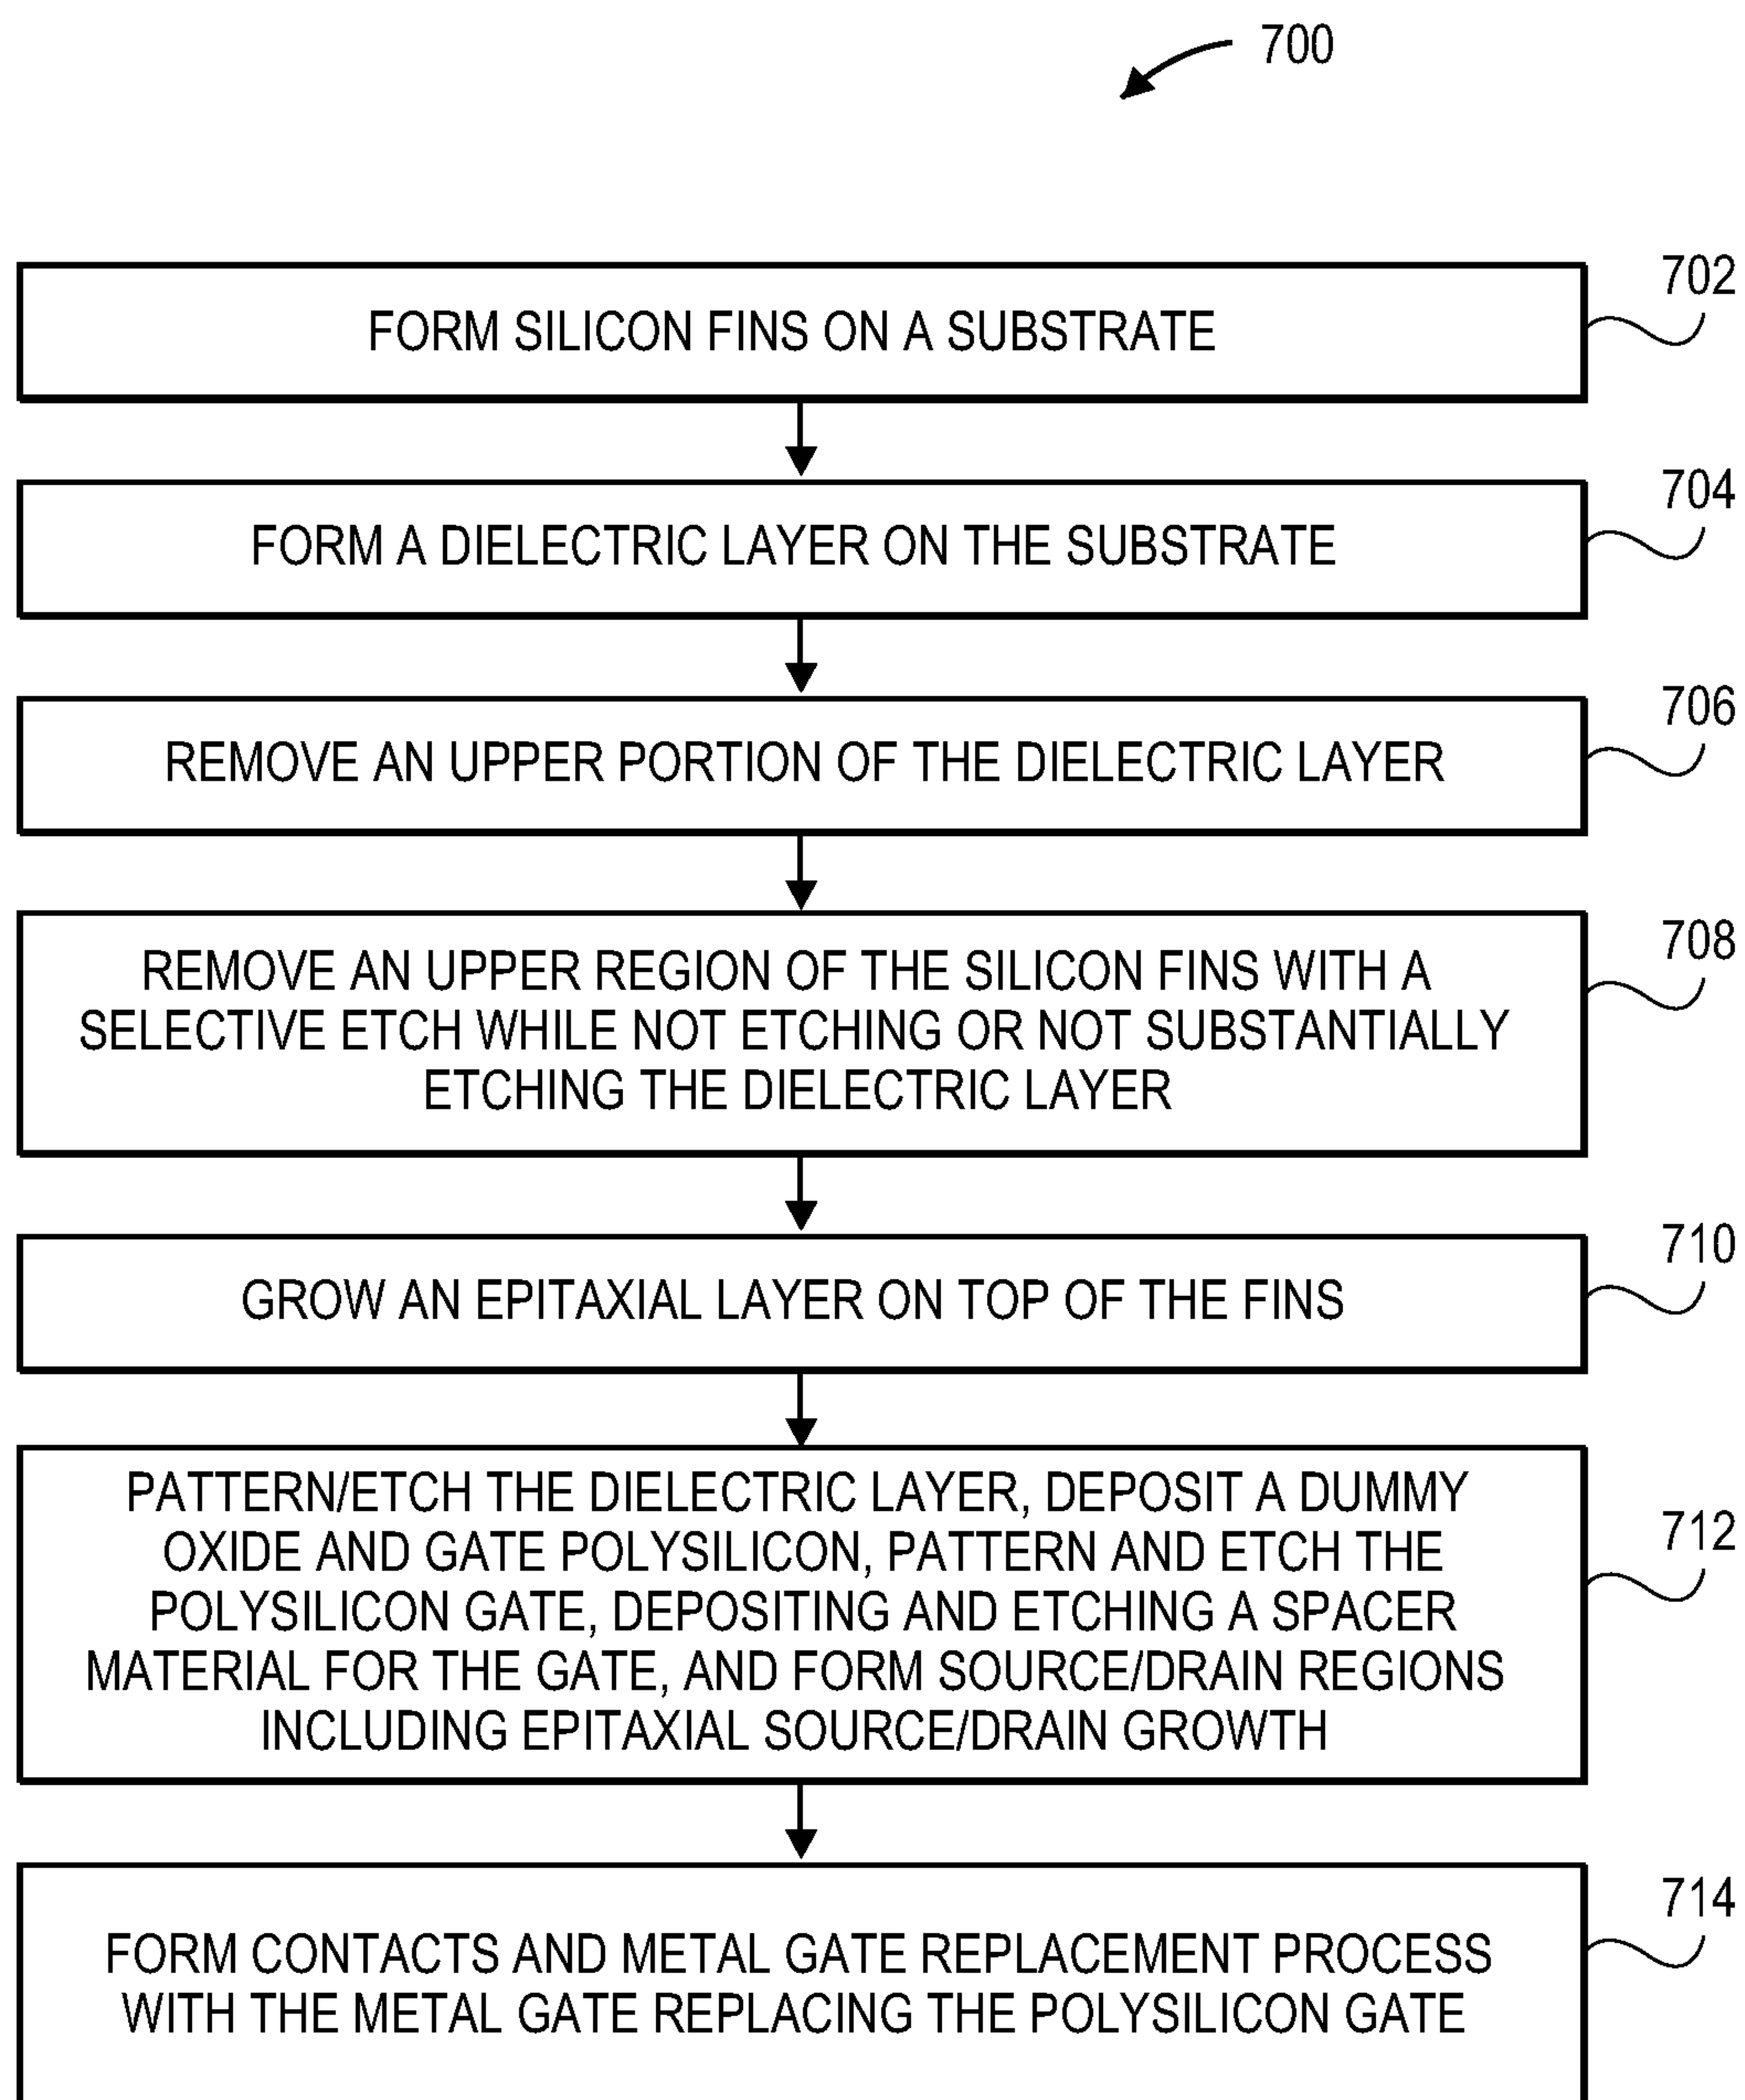 700
702
FORM SILICON FINS ON A SUBSTRATE
704
FORM A DIELECTRIC LAYER ON THE SUBSTRATE
706
REMOVE AN UPPER PORTION OF THE DIELECTRIC LAYER
708
REMOVE AN UPPER REGION OF THE SILICON FINS WITH A
SELECTIVE ETCH WHILE NOT ETCHING OR NOT SUBSTANTIALLY
ETCHING THE DIELECTRIC LAYER
710
GROW AN EPITAXIAL LAYER ON TOP OF THE FINS
712
PATTERN/ETCH THE DIELECTRIC LAYER, DEPOSIT A DUMMY
OXIDE AND GATE POLYSILICON, PATTERN AND ETCH THE
POLYSILICON GATE, DEPOSITING AND ETCHING A SPACER
MATERIAL FOR THE GATE, AND FORM SOURCE/DRAIN REGIONS
INCLUDING EPITAXIAL SOURCE/DRAIN GROWTH
714
FORM CONTACTS AND METAL GATE REPLACEMENT PROCESS
WITH THE METAL GATE REPLACING THE POLYSILICON GATE